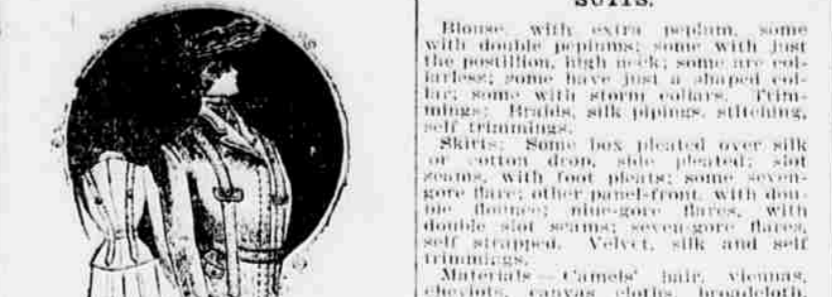 SUITS.
Blouse, with extra peplum, some
with double peplums; some with just
the postillion, high neck; some are col-
larless; some have just a shaped col-
lar; some with storm collars. Trim-
mings: Braids, silk pipings, stitching,
self trimmings.
Skirts: Some box pleated over silk
or cotton drop, side pleated; slot
seams, with foot pleats; some seven-
gore flare; other panel-front, with dou-
ble flounce; nine-gore flares, with
double slot seams; seven-gore flares,
self strapped. Velvet, silk and self
trimmings.
Materials — Camels' hair, viennas,
cheviots, canvas cloths, broadcloth,